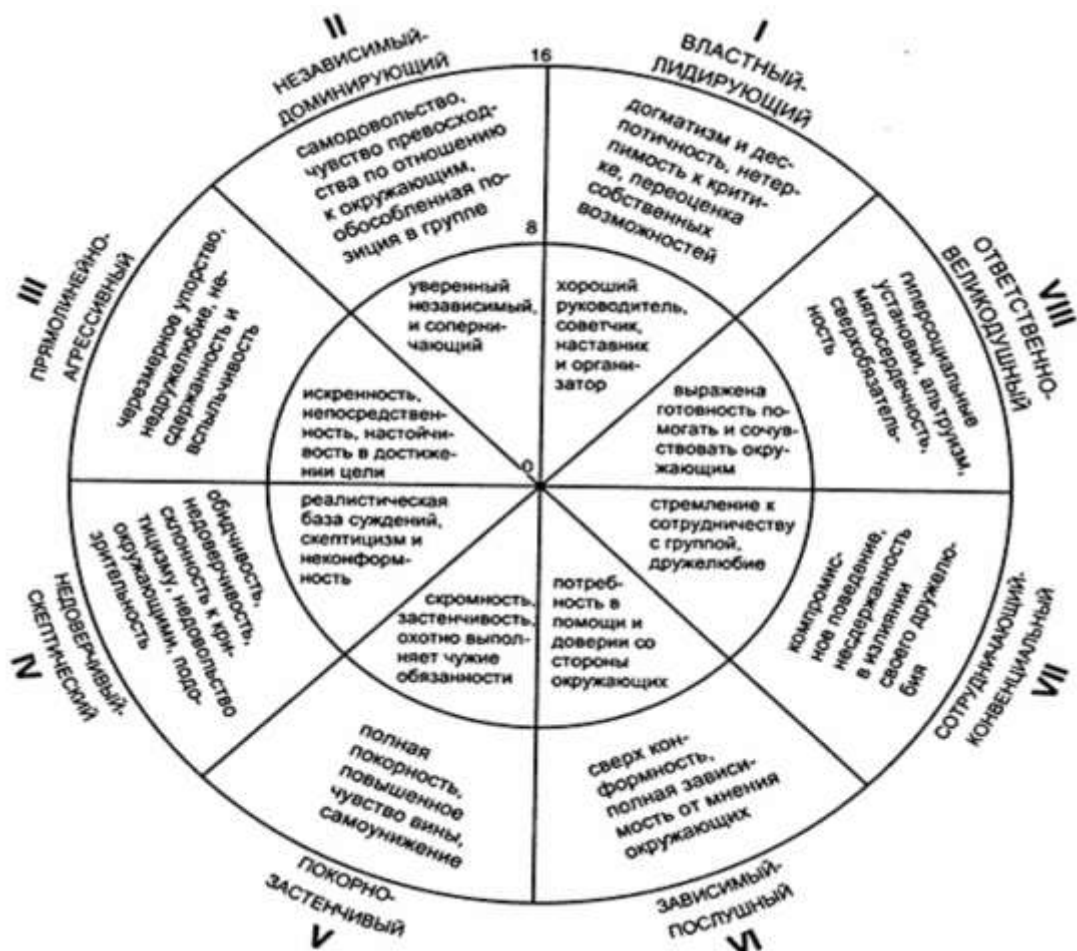 I
ВЛАСТНЫЙ-
ЛИДИРУЮЩИЙ
догматизм и дес-
потичность, нетер-
пимость к крити-
ке, переоценка
собственных
возможностей
хороший
руководитель,
советчик,
наставник
и органи-
затор
II
НЕЗАВИСИМЫЙ-
ДОМИНИРУЮЩИЙ
самодовольство,
чувство превосход-
ства по отношению
к окружающим,
обособленная по-
зиция в группе
уверенный
независимый,
и соперни-
чающий
III
ПРЯМОЛИНЕЙНО-
АГРЕССИВНЫЙ
черезмерное упорство,
недружелюбие, не-
сдержанность и
вспыльчивость
искренность,
непосредствен-
ность, настойчи-
вость в достиже-
нии цели
IV
НЕДОВЕРЧИВЫЙ-
СКЕПТИЧЕСКИЙ
обидчивость,
недоверчивость,
склонность к кри-
тицизму, недовольство
окружающими, подо-
зрительность
реалистическая
база суждений,
скептицизм и
неконформ-
ность
V
ПОКОРНО-
ЗАСТЕНЧИВЫЙ
полная
покорность,
повышенное
чувство вины,
самоунижение
скромность,
застенчивость,
охотно выпол-
няет чужие
обязанности
VI
ЗАВИСИМЫЙ-
ПОСЛУШНЫЙ
сверх кон-
формность,
полная зависи-
мость от мнения
окружающих
потреб-
ность в
помощи и
доверии со
стороны
окружающих
VII
СОТРУДНИЧАЮЩИЙ-
КОНВЕНЦИАЛЬНЫЙ
компромис-
ное поведение,
несдержанность
в излиянии
своего дружелю-
бия
стремление к
сотрудничеству
с группой,
дружелюбие
VIII
ОТВЕТСТВЕННО-
ВЕЛИКОДУШНЫЙ
гиперсоциальные
установки, альтруизм,
мягкосердечность,
сверхобязатель-
ность
выражена
готовность по-
могать и сочув-
ствовать окру-
жающим
16
8
0